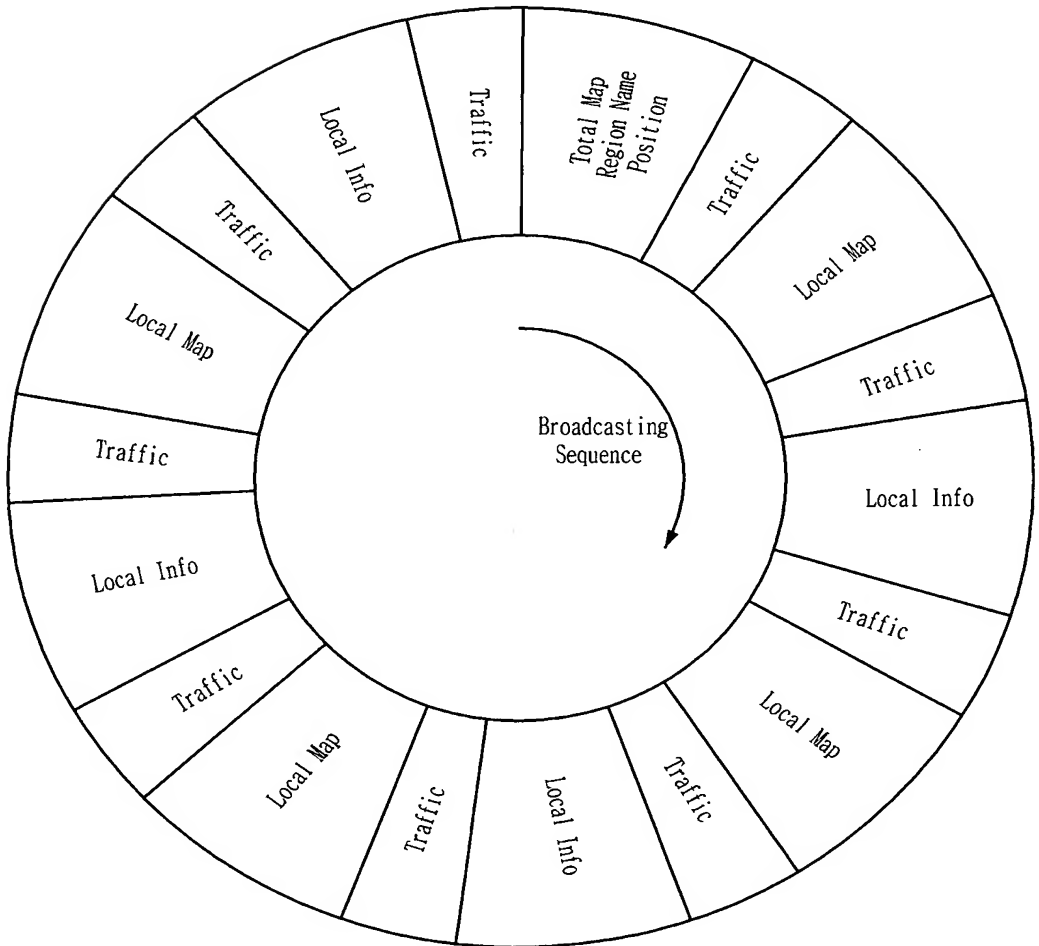 Total Map
Region Name
Position
Traffic
Local Map
Traffic
Local Info
Traffic
Local Map
Traffic
Local Info
Traffic
Local Map
Traffic
Local Info
Traffic
Local Map
Traffic
Local Info
Traffic
Broadcasting
Sequence